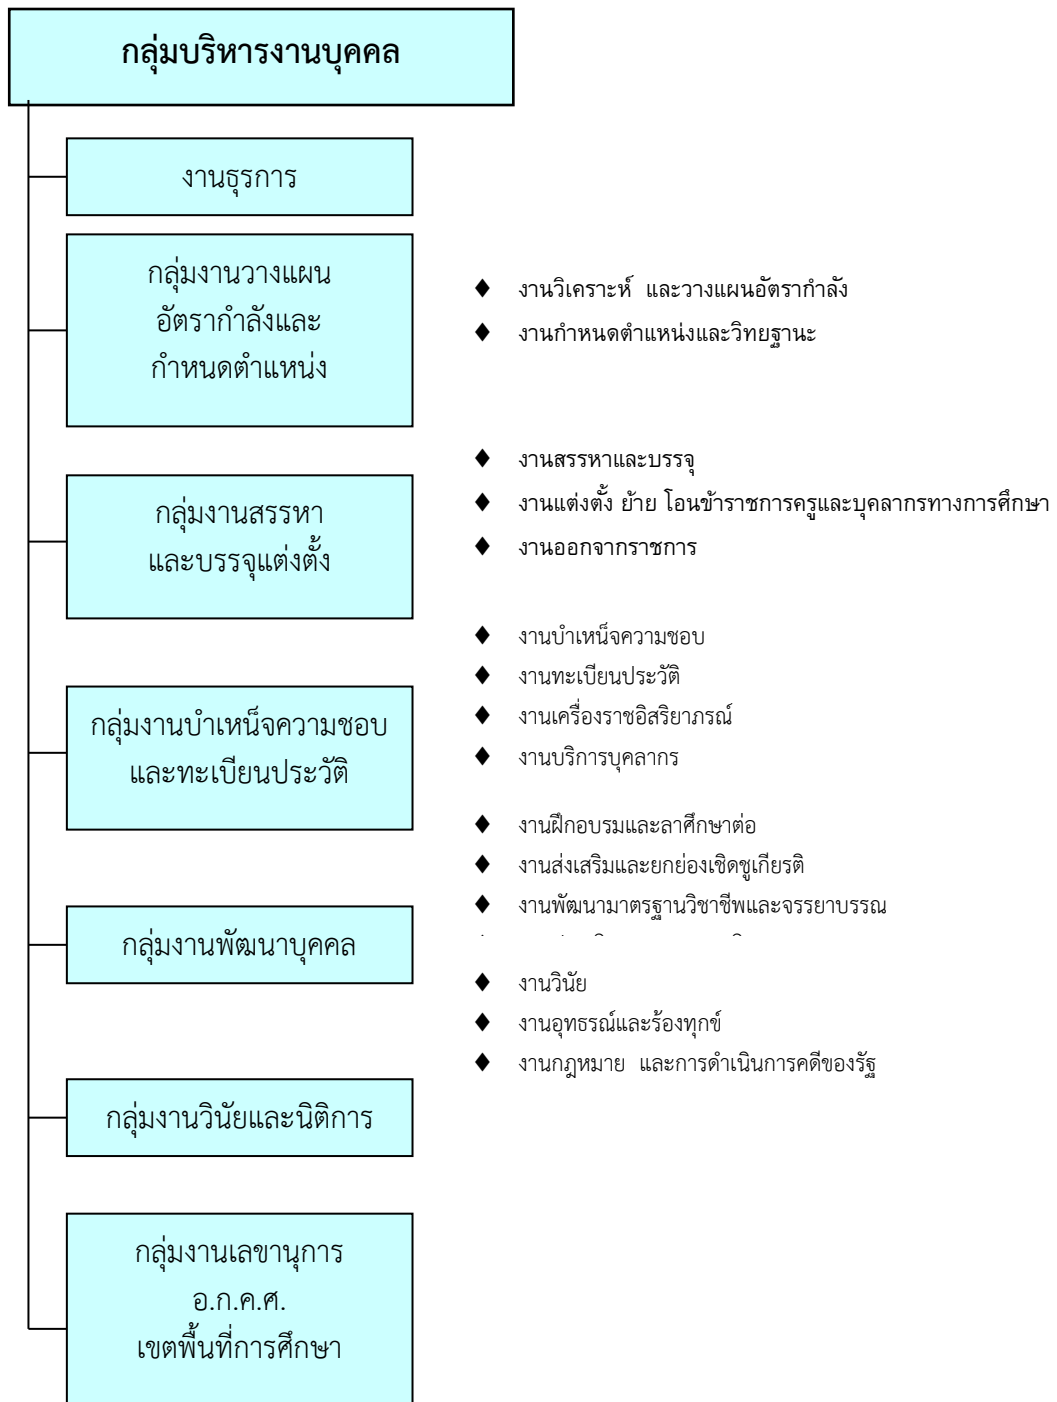 กลุ่มบริหารงานบุคคล
งานธุรการ
กลุ่มงานวางแผน
อัตรากำลังและ
กำหนดตำแหน่ง
♦ งานวิเคราะห์ และวางแผนอัตรากำลัง
♦ งานกำหนดตำแหน่งและวิทยฐานะ
กลุ่มงานสรรหา
และบรรจุแต่งตั้ง
♦ งานสรรหาและบรรจุ
♦ งานแต่งตั้ง ย้าย โอนข้าราชการครูและบุคลากรทางการศึกษา
♦ งานออกจากราชการ
กลุ่มงานบำเหน็จความชอบ
และทะเบียนประวัติ
♦ งานบำเหน็จความชอบ
♦ งานทะเบียนประวัติ
♦ งานเครื่องราชอิสริยาภรณ์
♦ งานบริการบุคลากร
กลุ่มงานพัฒนาบุคคล
♦ งานฝึกอบรมและลาศึกษาต่อ
♦ งานส่งเสริมและยกย่องเชิดชูเกียรติ
♦ งานพัฒนามาตรฐานวิชาชีพและจรรยาบรรณ
กลุ่มงานวินัยและนิติการ
♦ งานวินัย
♦ งานอุทธรณ์และร้องทุกข์
♦ งานกฎหมาย และการดำเนินการคดีของรัฐ
กลุ่มงานเลขานุการ
อ.ก.ค.ศ.
เขตพื้นที่การศึกษา